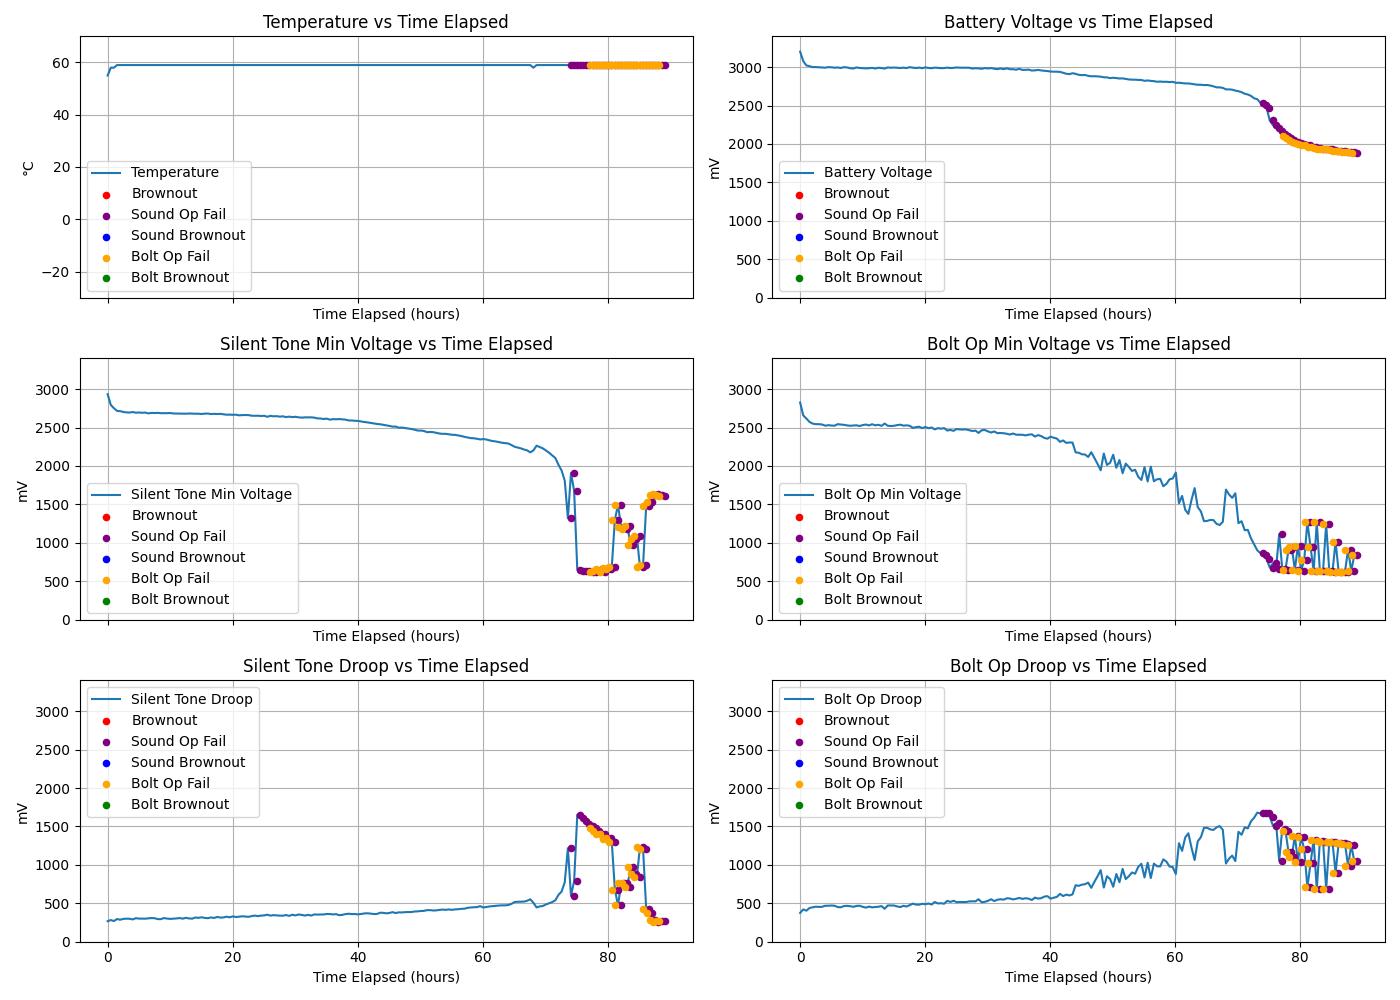 Temperature vs Time Elapsed
60
40
20
0
−20
°C
Temperature
Brownout
Sound Op Fail
Sound Brownout
Bolt Op Fail
Bolt Brownout
Time Elapsed (hours)
Battery Voltage vs Time Elapsed
3000
2500
2000
1500
1000
500
0
mV
Battery Voltage
Brownout
Sound Op Fail
Sound Brownout
Bolt Op Fail
Bolt Brownout
Time Elapsed (hours)
Silent Tone Min Voltage vs Time Elapsed
3000
2500
2000
1500
1000
500
0
mV
Silent Tone Min Voltage
Brownout
Sound Op Fail
Sound Brownout
Bolt Op Fail
Bolt Brownout
Time Elapsed (hours)
Bolt Op Min Voltage vs Time Elapsed
3000
2500
2000
1500
1000
500
0
mV
Bolt Op Min Voltage
Brownout
Sound Op Fail
Sound Brownout
Bolt Op Fail
Bolt Brownout
Time Elapsed (hours)
Silent Tone Droop vs Time Elapsed
3000
2500
2000
1500
1000
500
0
mV
Silent Tone Droop
Brownout
Sound Op Fail
Sound Brownout
Bolt Op Fail
Bolt Brownout
0 20 40 60 80
Time Elapsed (hours)
Bolt Op Droop vs Time Elapsed
3000
2500
2000
1500
1000
500
0
mV
Bolt Op Droop
Brownout
Sound Op Fail
Sound Brownout
Bolt Op Fail
Bolt Brownout
0 20 40 60 80
Time Elapsed (hours)